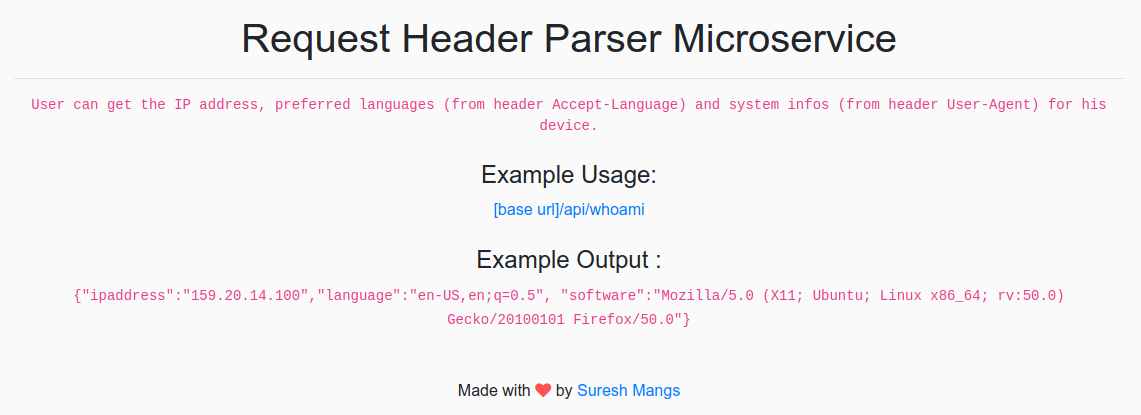 Request Header Parser Microservice
User can get the IP address, preferred languages (from header Accept-Language) and system infos (from header User-Agent) for his
device.
Example Usage:
[base url]/api/whoami
Example Output :
{"ipaddress":"159.20.14.100","language":"en-US,en;q=0.5", "software":"Mozilla/5.0 (X11; Ubuntu; Linux x86_64; rv:50.0)
Gecko/20100101 Firefox/50.0"}
Made with ❤ by Suresh Mangs